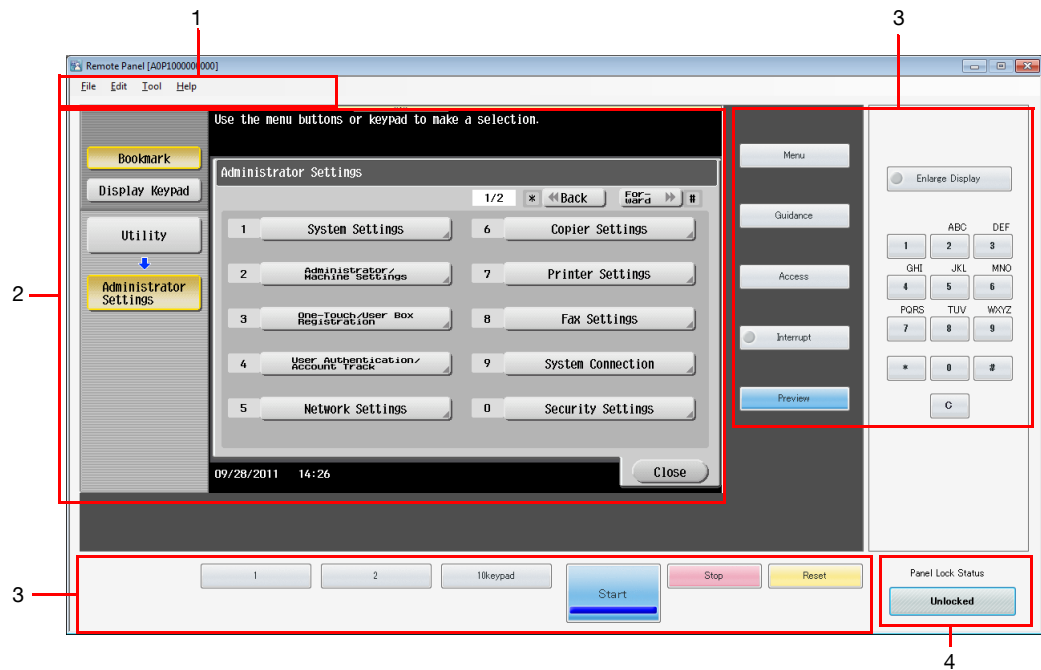 1
3
Remote Panel [A0P1000000000]
File Edit Tool Help
Use the menu buttons or keypad to make a selection.
Bookmark
Display Keypad
Utility
Administrator
Settings
Administrator Settings
1/2 * Back For-
ward #
1 System Settings
6 Copier Settings
2 Administrator/
Machine Settings
7 Printer Settings
3 One-Touch/User Box
Registration
8 Fax Settings
4 User Authentication/
Account Track
9 System Connection
5 Network Settings
0 Security Settings
09/28/2011 14:26
Close
2
Menu
Guidance
Access
Interrupt
Preview
Enlarge Display
ABC DEF
1 2 3
GHI JKL MNO
4 5 6
PQRS TUV WXYZ
7 8 9
* 0 #
C
3
1 2 10keypad Start Stop Reset
Panel Lock Status
Unlocked
4